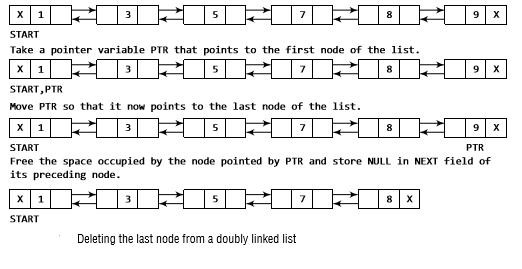 X 1 3 5 7 8 9 X
START
Take a pointer variable PTR that points to the first node of the list.
X 1 3 5 7 8 9 X
START,PTR
Move PTR so that it now points to the last node of the list.
X 1 3 5 7 8 9 X
START PTR
Free the space occupied by the node pointed by PTR and store NULL in NEXT field of
its preceding node.
X 1 3 5 7 8 X
START
Deleting the last node from a doubly linked list